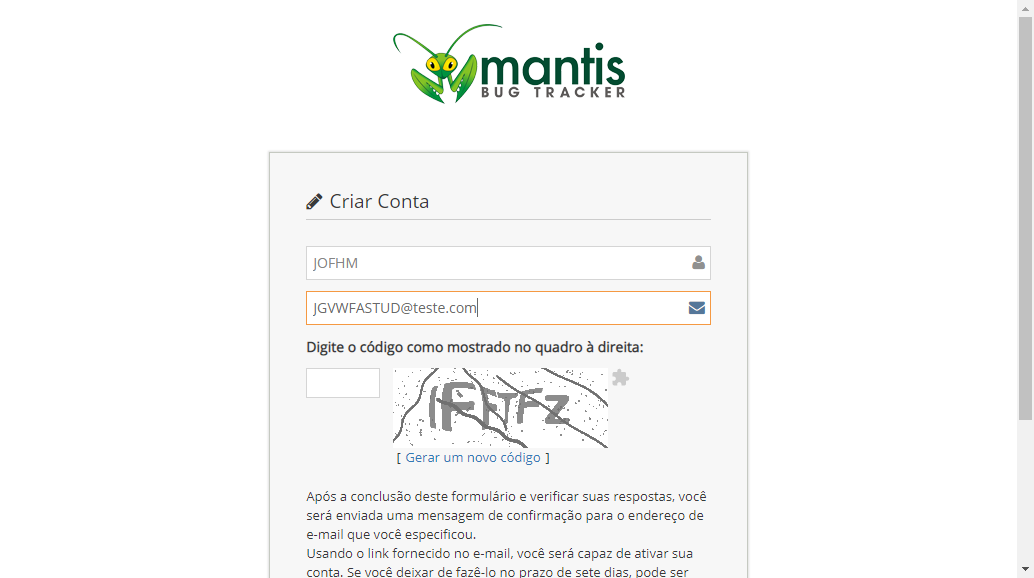 mantis
BUG TRACKER
Criar Conta
JOFHM
JGVWFASTUD@teste.com
Digite o código como mostrado no quadro à direita:
[ Gerar um novo código ]
Após a conclusão deste formulário e verificar suas respostas, você
será enviada uma mensagem de confirmação para o endereço de
e-mail que você especificou.
Usando o link fornecido no e-mail, você será capaz de ativar sua
conta. Se você deixar de fazê-lo no prazo de sete dias, pode ser